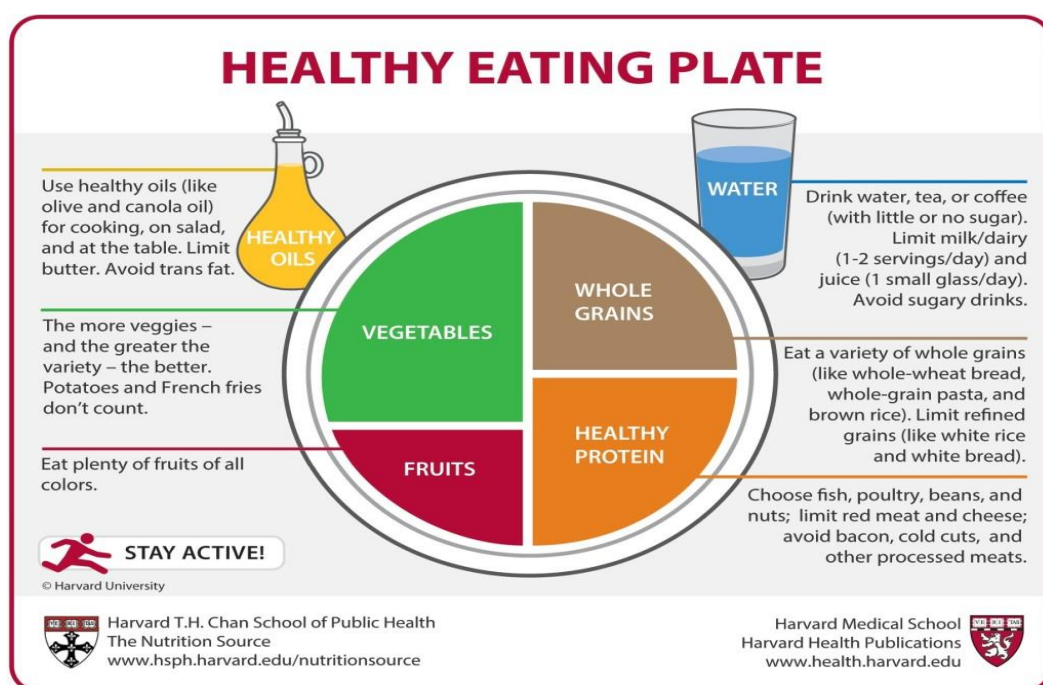 HEALTHY EATING PLATE
Use healthy oils (like
olive and canola oil)
for cooking, on salad,
and at the table. Limit
butter. Avoid trans fat.
HEALTHY
OILS
The more veggies –
and the greater the
variety – the better.
Potatoes and French fries
don't count.
Eat plenty of fruits of all
colors.
VEGETABLES
FRUITS
WHOLE
GRAINS
HEALTHY
PROTEIN
WATER
Drink water, tea, or coffee
(with little or no sugar).
Limit milk/dairy
(1-2 servings/day) and
juice (1 small glass/day).
Avoid sugary drinks.
Eat a variety of whole grains
(like whole-wheat bread,
whole-grain pasta, and
brown rice). Limit refined
grains (like white rice
and white bread).
Choose fish, poultry, beans, and
nuts; limit red meat and cheese;
avoid bacon, cold cuts, and
other processed meats.
STAY ACTIVE!
© Harvard University
Harvard T.H. Chan School of Public Health
The Nutrition Source
www.hsph.harvard.edu/nutritionsource
Harvard Medical School
Harvard Health Publications
www.health.harvard.edu
VE RI TAS